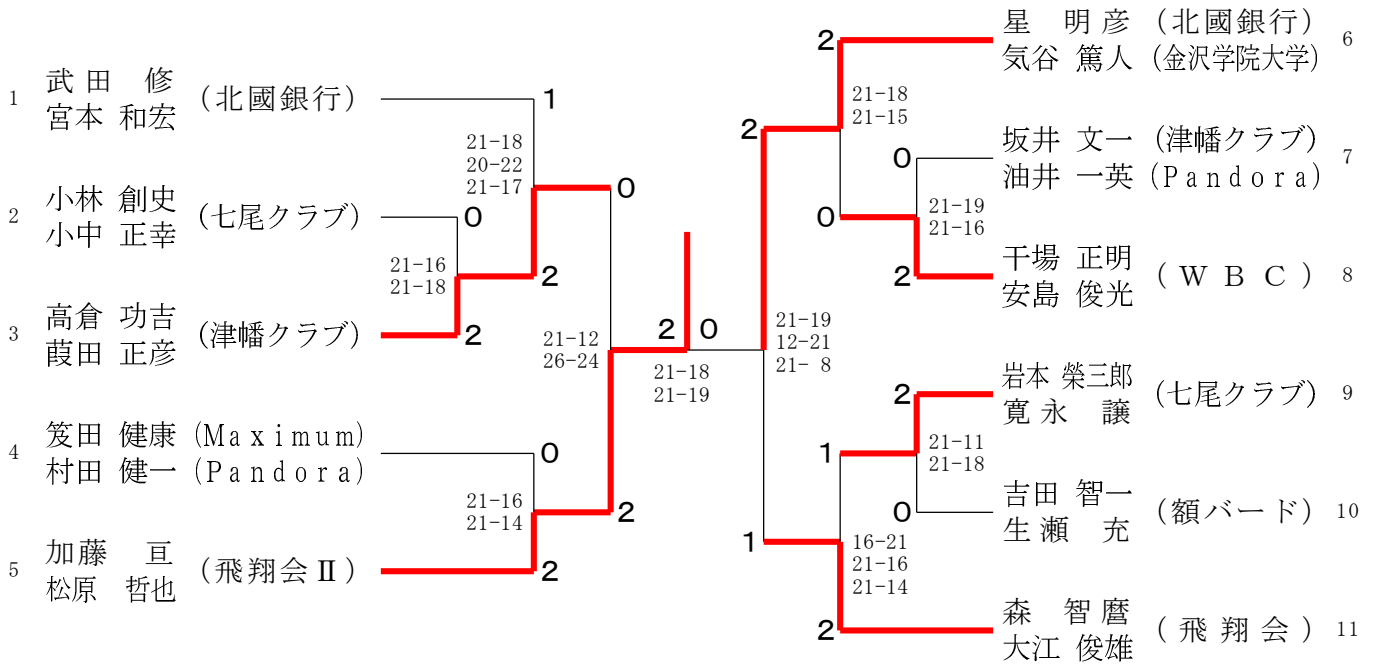 1 武田 修 (北國銀行)
宮本 和宏
1
21-18
20-22
21-17
2 小林 創史 (七尾クラブ)
小中 正幸
0
21-16
21-18
3 高倉 功吉 (津幡クラブ)
葭田 正彦
2
2
0
21-12
26-24
4 笈田 健康 (Maximum)
村田 健一 (Pandora)
0
21-16
21-14
5 加藤 亘 (飛翔会Ⅱ)
松原 哲也
2
2
2 0
21-18
21-19
星 明彦 (北國銀行) 6
気谷 篤人 (金沢学院大学)
2
21-18
21-15
2
坂井 文一 (津幡クラブ) 7
油井 一英 (Pandora)
0
21-19
21-16
0
干場 正明 (WBC) 8
安島 俊光
2
21-19
12-21
21- 8
岩本 榮三郎 (七尾クラブ) 9
寛永 譲
2
21-11
21-18
1
吉田 智一 (額バード) 10
生瀬 充
0
1
16-21
21-16
21-14
森 智麿 (飛翔会) 11
大江 俊雄
2